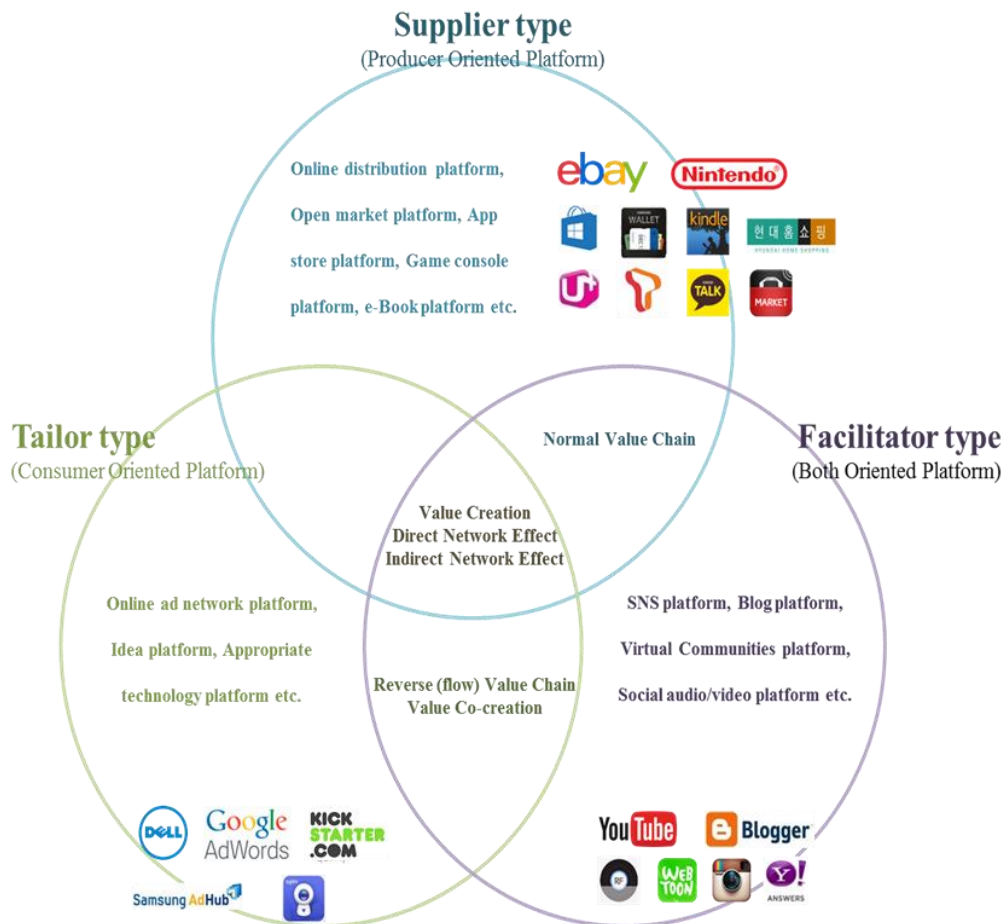 Supplier type
(Producer Oriented Platform)
Online distribution platform,
Open market platform, App
store platform, Game console
platform, e-Book platform etc.
ebay
Nintendo®
WALLET
kindle
현대홈쇼핑
HYUNDAI HOME SHOPPING
U+
T
TALK
MARKET
Tailor type
(Consumer Oriented Platform)
Normal Value Chain
Facilitator type
(Both Oriented Platform)
Value Creation
Direct Network Effect
Indirect Network Effect
Online ad network platform,
Idea platform, Appropriate
technology platform etc.
SNS platform, Blog platform,
Virtual Communities platform,
Social audio/video platform etc.
Reverse (flow) Value Chain
Value Co-creation
DELL
Google
AdWords
KICK
STARTER
.COM
Samsung AdHub
YouTube
Blogger
RF
WEB
TOON
Y!
ANSWERS